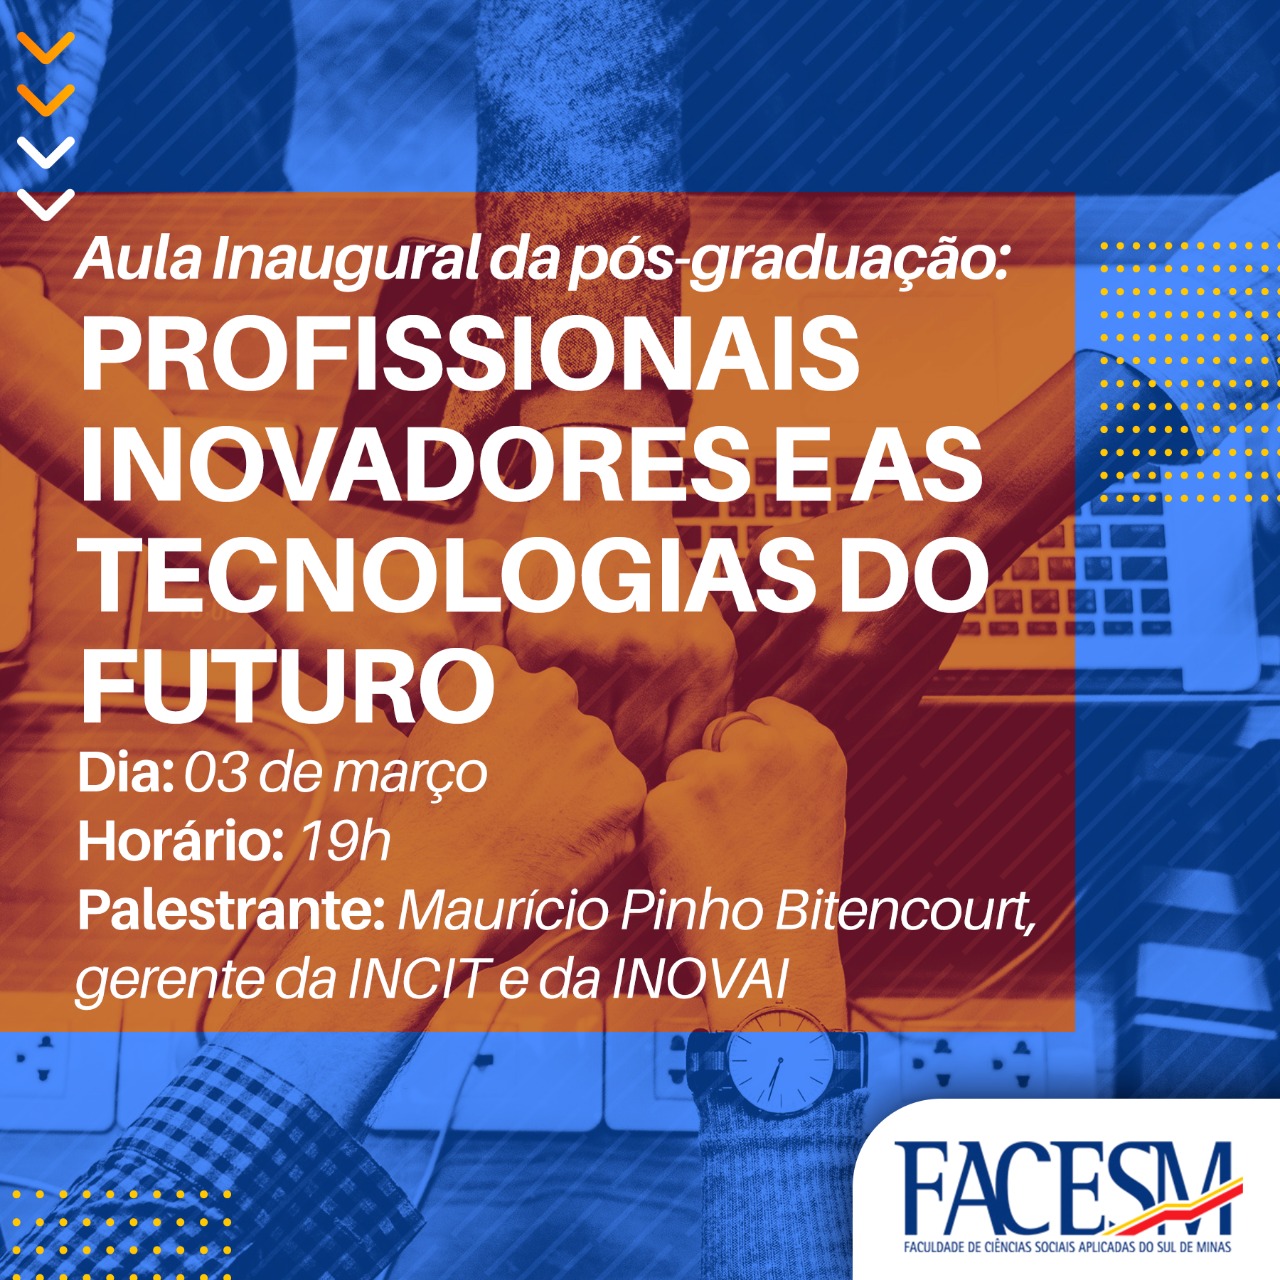 Aula Inaugural da pós-graduação:
PROFISSIONAIS
INOVADORES E AS
TECNOLOGIAS DO
FUTURO
Dia: 03 de março
Horário: 19h
Palestrante: Maurício Pinho Bitencourt,
gerente da INCIT e da INOVAI
FACESM
FACULDADE DE CIÊNCIAS SOCIAIS APLICADAS DO SUL DE MINAS